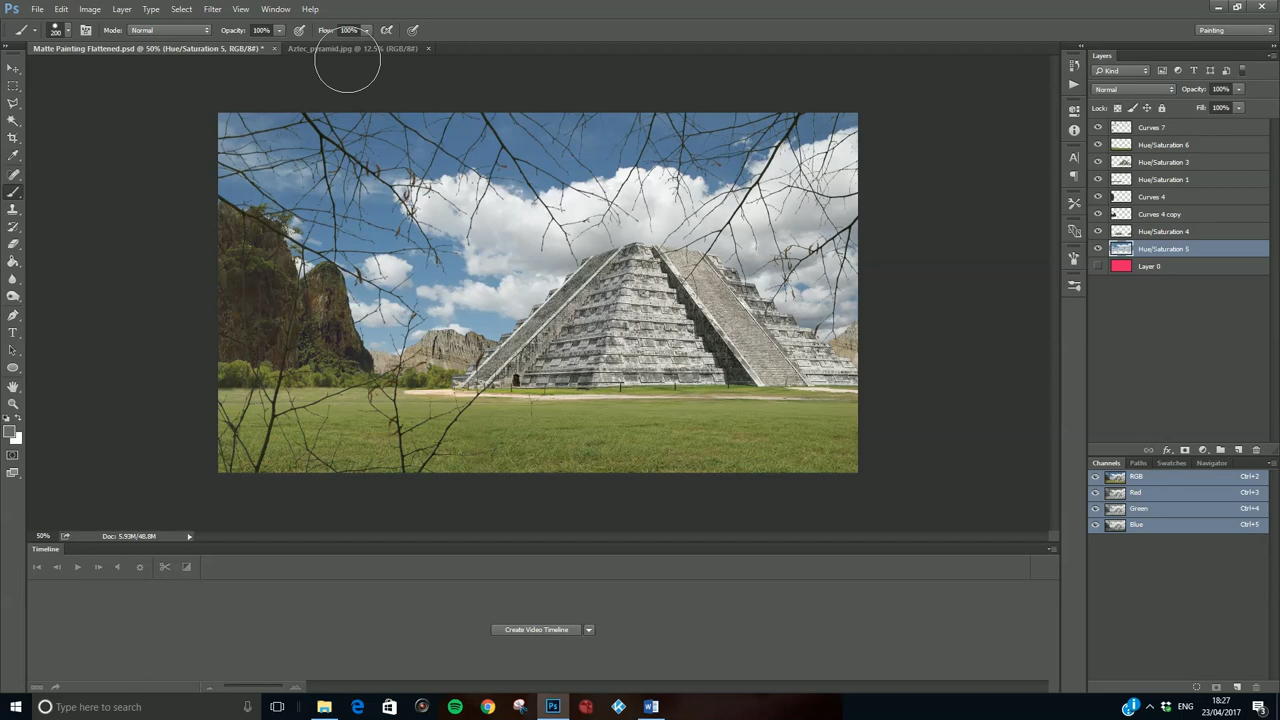 Ps File Edit Image Layer Type Select Filter View Window Help
200 Mode: Normal Opacity: 100% Flow: 100% Painting
Matte Painting Flattened.psd @ 50% (Hue/Saturation 5, RGB/8#) * × Aztec_pyramid.jpg @ 12.5% (RGB/8#) ×
Layers
Kind
Normal Opacity: 100%
Lock: Fill: 100%
Curves 7
Hue/Saturation 6
Hue/Saturation 3
Hue/Saturation 1
Curves 4
Curves 4 copy
Hue/Saturation 4
Hue/Saturation 5
Layer 0
Channels Paths Swatches Navigator
RGB Ctrl+2
Red Ctrl+3
Green Ctrl+4
Blue Ctrl+5
50% Doc: 5.93M/48.8M
Timeline
Create Video Timeline
Type here to search
ENG
18:27
23/04/2017